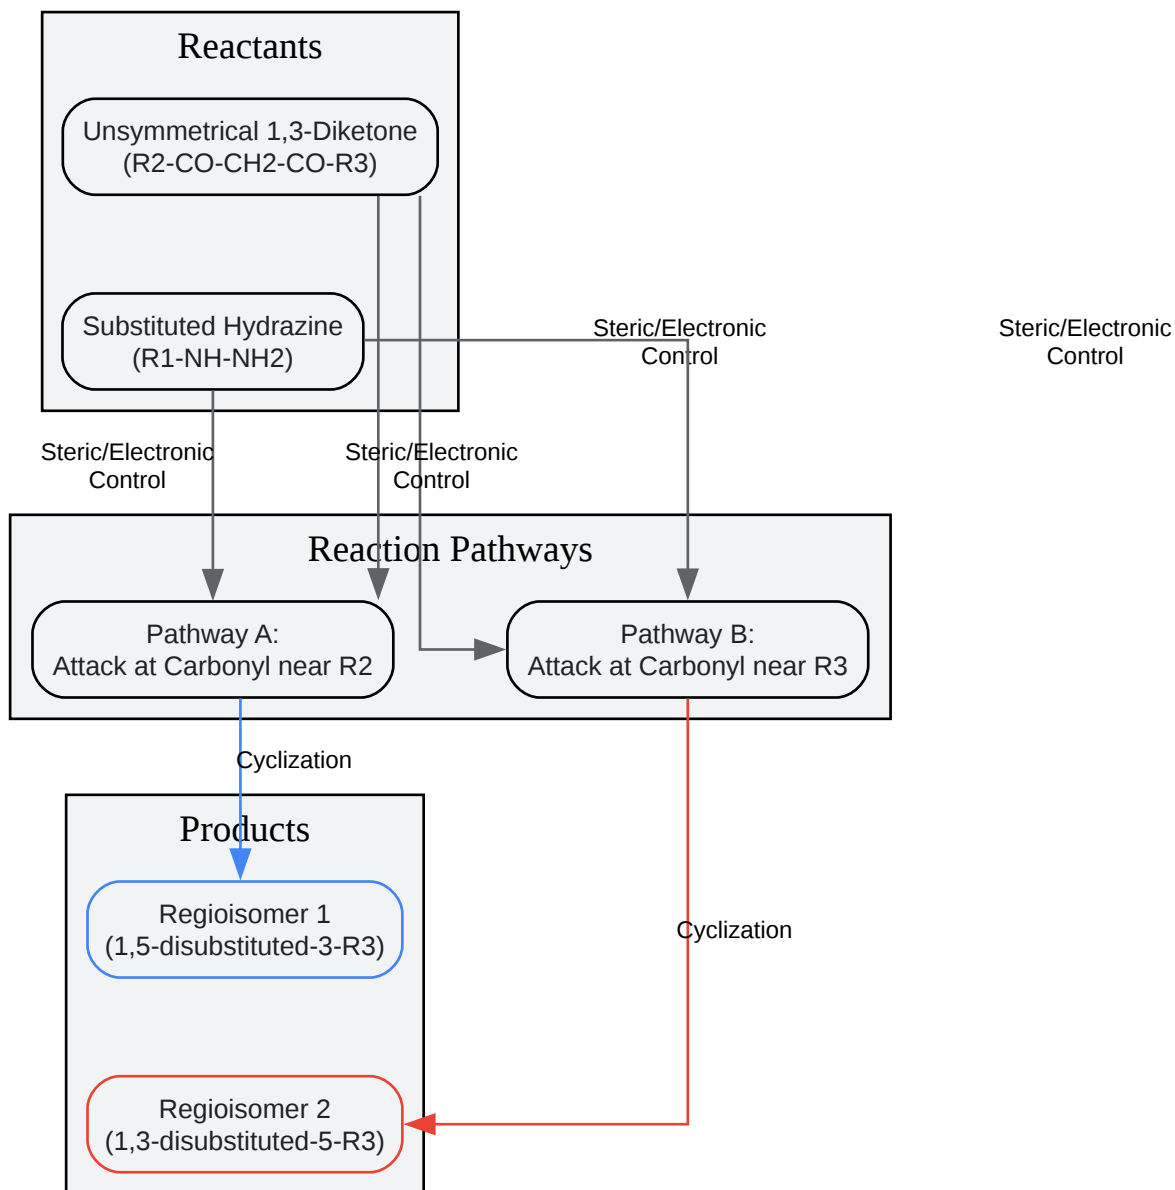 Reactants
Unsymmetrical 1,3-Diketone
(R2-CO-CH2-CO-R3)
Substituted Hydrazine
(R1-NH-NH2)
Steric/Electronic
Control
Steric/Electronic
Control
Steric/Electronic
Control
Steric/Electronic
Control
Reaction Pathways
Pathway A:
Attack at Carbonyl near R2
Pathway B:
Attack at Carbonyl near R3
Cyclization
Products
Regioisomer 1
(1,5-disubstituted-3-R3)
Cyclization
Regioisomer 2
(1,3-disubstituted-5-R3)